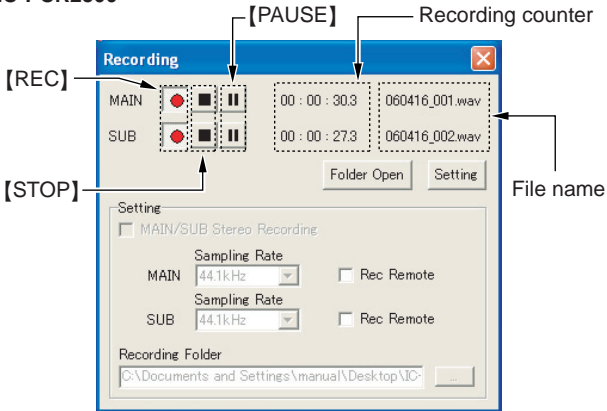 【PAUSE】 Recording counter
Recording
【REC】
MAIN 00 : 00 : 30.3 060416_001.wav
SUB 00 : 00 : 27.3 060416_002.wav
【STOP】
Folder Open Setting
File name
Setting
MAIN/SUB Stereo Recording
Sampling Rate
MAIN 44.1kHz Rec Remote
Sampling Rate
SUB 44.1kHz Rec Remote
Recording Folder
C:\Documents and Settings\manual\Desktop\IC- ...